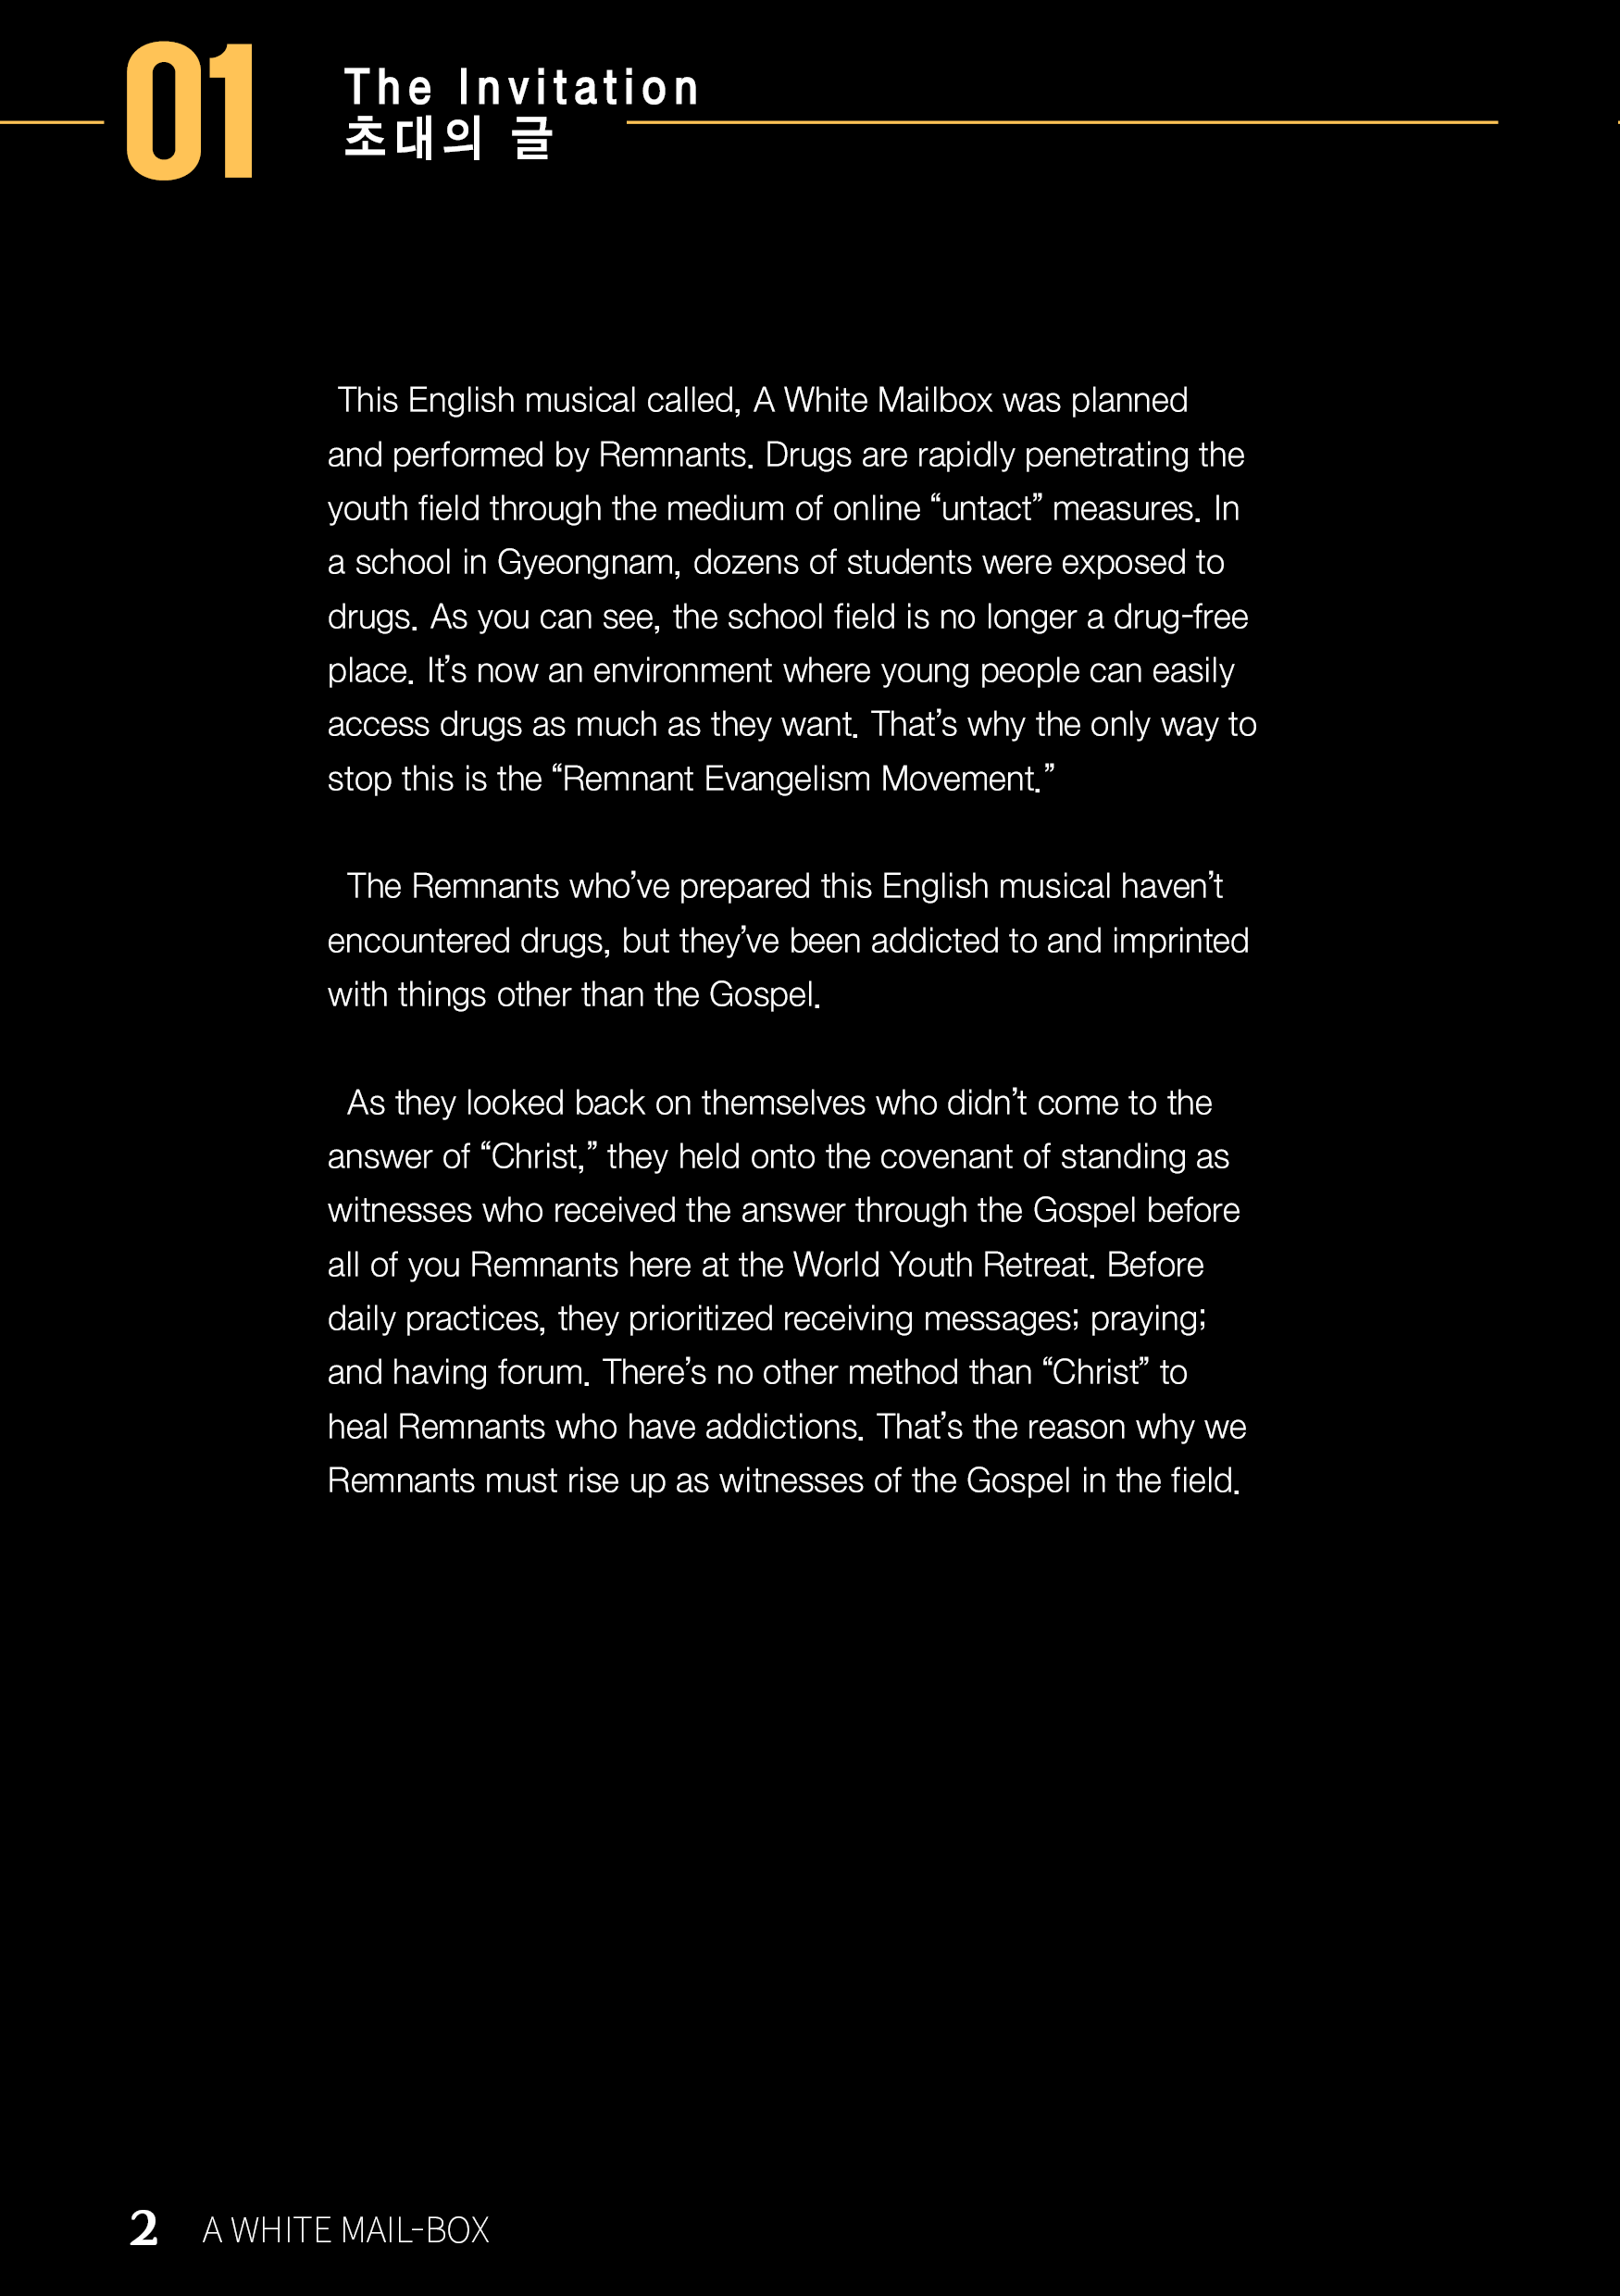 01
The Invitation
초대의 글
This English musical called, A White Mailbox was planned
and performed by Remnants. Drugs are rapidly penetrating the
youth field through the medium of online “untact” measures. In
a school in Gyeongnam, dozens of students were exposed to
drugs. As you can see, the school field is no longer a drug-free
place. It’s now an environment where young people can easily
access drugs as much as they want. That’s why the only way to
stop this is the “Remnant Evangelism Movement.”
The Remnants who’ve prepared this English musical haven’t
encountered drugs, but they’ve been addicted to and imprinted
with things other than the Gospel.
As they looked back on themselves who didn’t come to the
answer of “Christ,” they held onto the covenant of standing as
witnesses who received the answer through the Gospel before
all of you Remnants here at the World Youth Retreat. Before
daily practices, they prioritized receiving messages; praying;
and having forum. There’s no other method than “Christ” to
heal Remnants who have addictions. That’s the reason why we
Remnants must rise up as witnesses of the Gospel in the field.
2 A WHITE MAIL-BOX